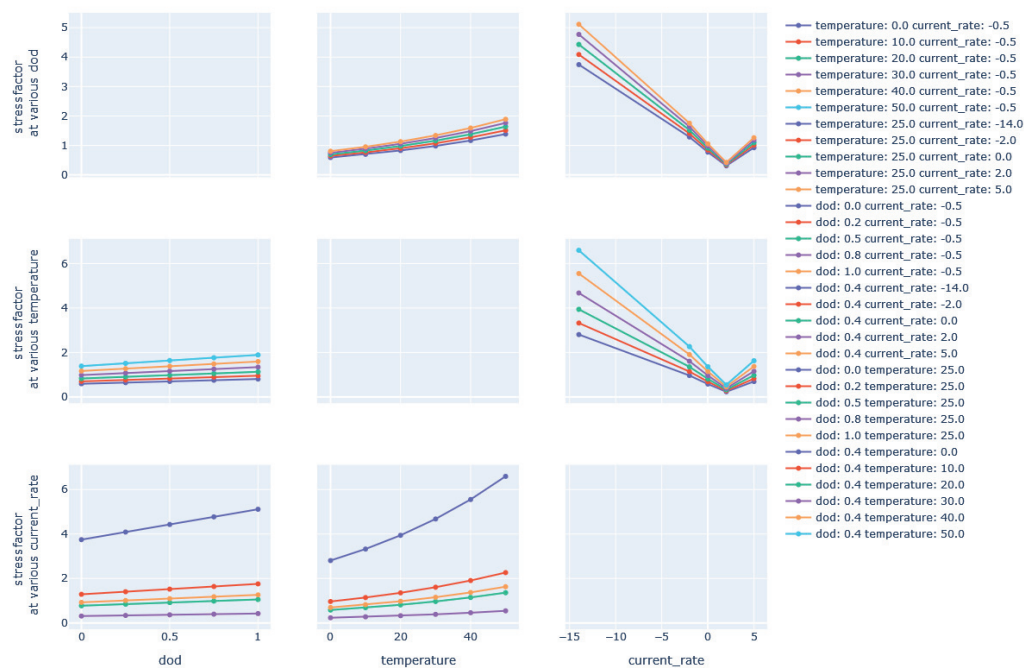 5
4
3
2
1
0
stressfactor
at various dod
6
4
2
0
stressfactor
at various temperature
6
4
2
0
stressfactor
at various current_rate
0
0.5
1
dod
0
20
40
temperature
−15
−10
−5
0
5
current_rate
temperature: 0.0 current_rate: -0.5
temperature: 10.0 current_rate: -0.5
temperature: 20.0 current_rate: -0.5
temperature: 30.0 current_rate: -0.5
temperature: 40.0 current_rate: -0.5
temperature: 50.0 current_rate: -0.5
temperature: 25.0 current_rate: -14.0
temperature: 25.0 current_rate: -2.0
temperature: 25.0 current_rate: 0.0
temperature: 25.0 current_rate: 2.0
temperature: 25.0 current_rate: 5.0
dod: 0.0 current_rate: -0.5
dod: 0.2 current_rate: -0.5
dod: 0.5 current_rate: -0.5
dod: 0.8 current_rate: -0.5
dod: 1.0 current_rate: -0.5
dod: 0.4 current_rate: -14.0
dod: 0.4 current_rate: -2.0
dod: 0.4 current_rate: 0.0
dod: 0.4 current_rate: 2.0
dod: 0.4 current_rate: 5.0
dod: 0.0 temperature: 25.0
dod: 0.2 temperature: 25.0
dod: 0.5 temperature: 25.0
dod: 0.8 temperature: 25.0
dod: 1.0 temperature: 25.0
dod: 0.4 temperature: 0.0
dod: 0.4 temperature: 10.0
dod: 0.4 temperature: 20.0
dod: 0.4 temperature: 30.0
dod: 0.4 temperature: 40.0
dod: 0.4 temperature: 50.0